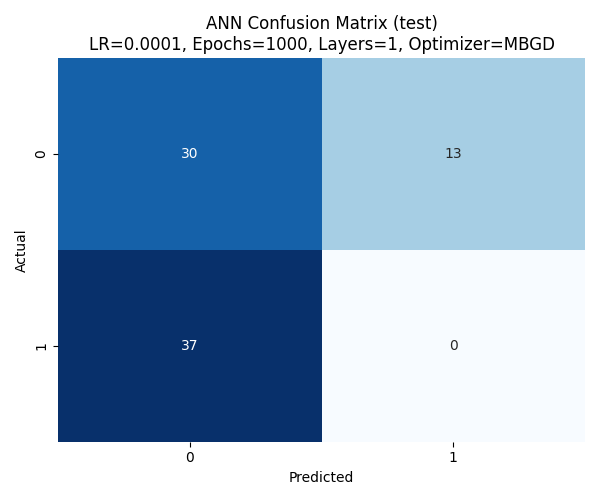 ANN Confusion Matrix (test)
LR=0.0001, Epochs=1000, Layers=1, Optimizer=MBGD
0
30
13
Actual
1
37
0
0
1
Predicted